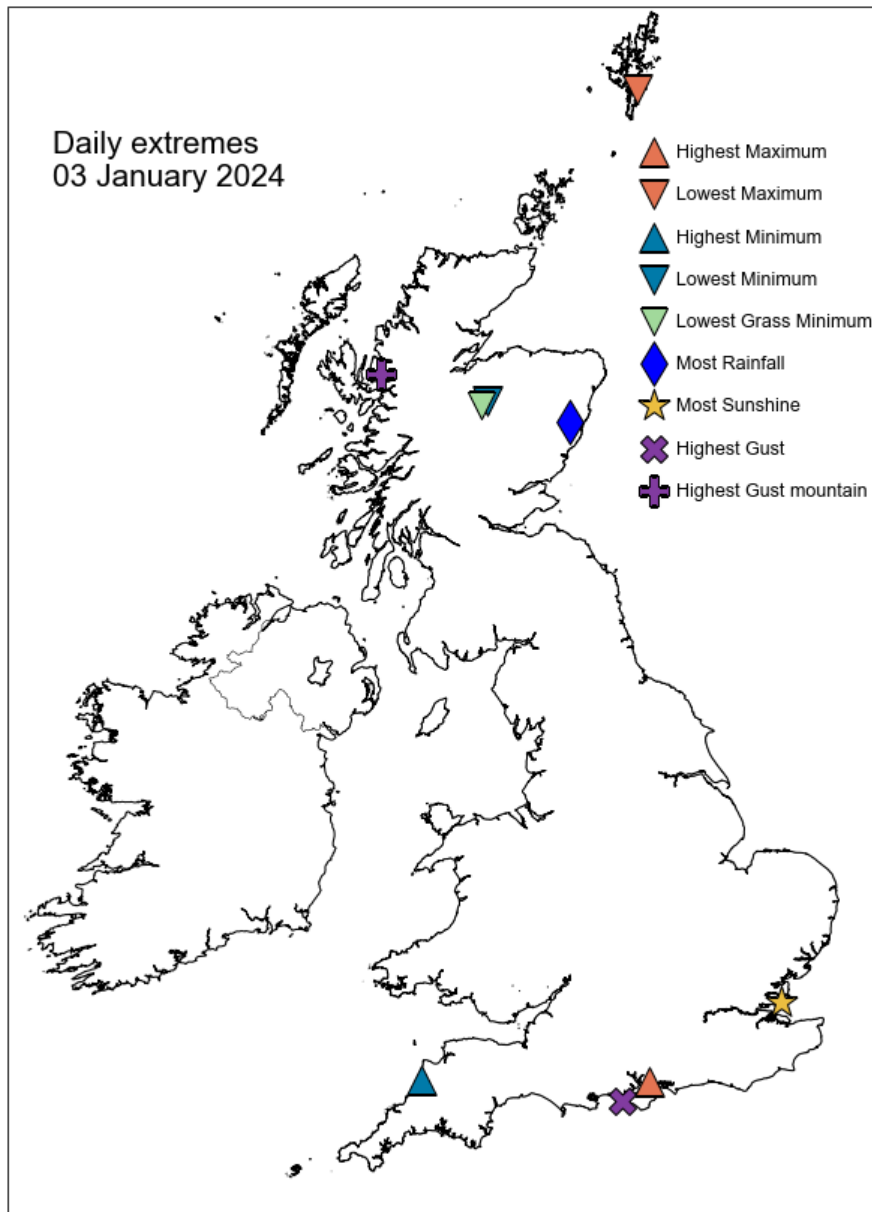 Daily extremes
03 January 2024
Highest Maximum
Lowest Maximum
Highest Minimum
Lowest Minimum
Lowest Grass Minimum
Most Rainfall
Most Sunshine
Highest Gust
Highest Gust mountain